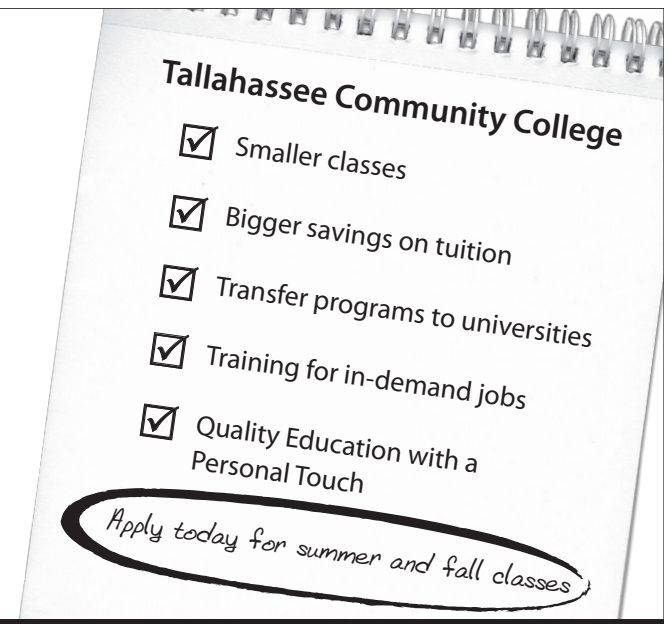 Tallahassee Community College
Smaller classes
Bigger savings on tuition
Transfer programs to universities
Training for in-demand jobs
Quality Education with a
Personal Touch
Apply today for summer and fall classes